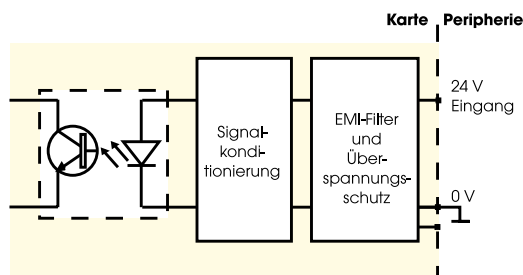 Karte Peripherie
24 V
Eingang
Signal-
kondi-
tionierung
EMI-Filter
und
Über-
spannungs-
schutz
0 V